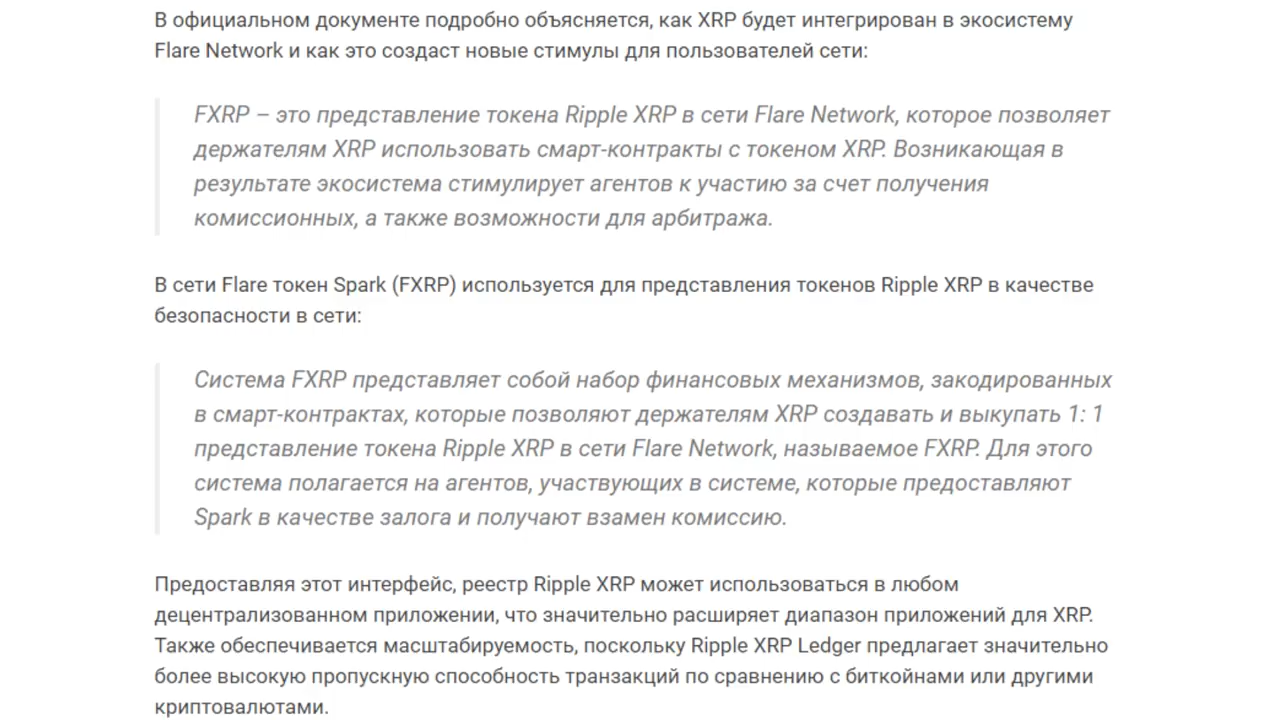 В официальном документе подробно объясняется, как XRP будет интегрирован в экосистему
Flare Network и как это создаст новые стимулы для пользователей сети:
FXRP – это представление токена Ripple XRP в сети Flare Network, которое позволяет
держателям XRP использовать смарт-контракты с токеном XRP. Возникающая в
результате экосистема стимулирует агентов к участию за счет получения
комиссионных, а также возможности для арбитража.
В сети Flare токен Spark (FXRP) используется для представления токенов Ripple XRP в качестве
безопасности в сети:
Система FXRP представляет собой набор финансовых механизмов, закодированных
в смарт-контрактах, которые позволяют держателям XRP создавать и выкупать 1: 1
представление токена Ripple XRP в сети Flare Network, называемое FXRP. Для этого
система полагается на агентов, участвующих в системе, которые предоставляют
Spark в качестве залога и получают взамен комиссию.
Предоставляя этот интерфейс, реестр Ripple XRP может использоваться в любом
децентрализованном приложении, что значительно расширяет диапазон приложений для XRP.
Также обеспечивается масштабируемость, поскольку Ripple XRP Ledger предлагает значительно
более высокую пропускную способность транзакций по сравнению с биткойнами или другими
криптовалютами.